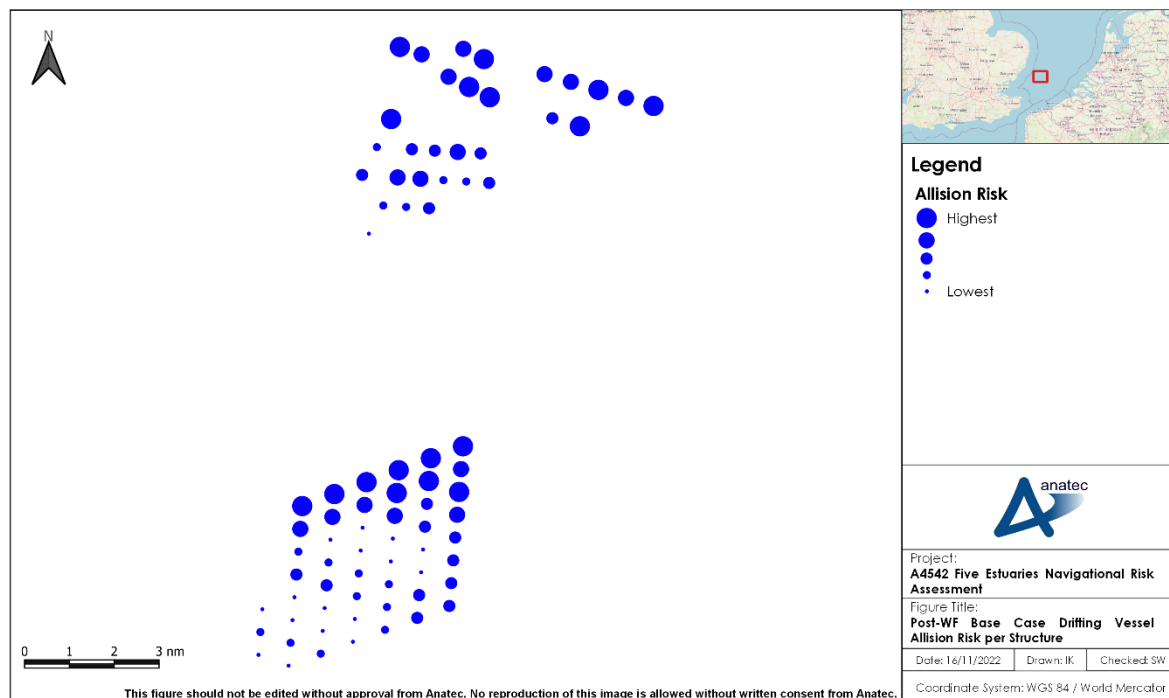 N
Legend
Allision Risk
Highest
Lowest
anatec
Project:
A4542 Five Estuaries Navigational Risk
Assessment
Figure Title:
Post-WF Base Case Drifting Vessel
Allision Risk per Structure
Date: 16/11/2022 Drawn: IK Checked: SW
Coordinate System: WGS 84 / World Mercator
0 1 2 3 nm
This figure should not be edited without approval from Anatec. No reproduction of this image is allowed without written consent from Anatec.